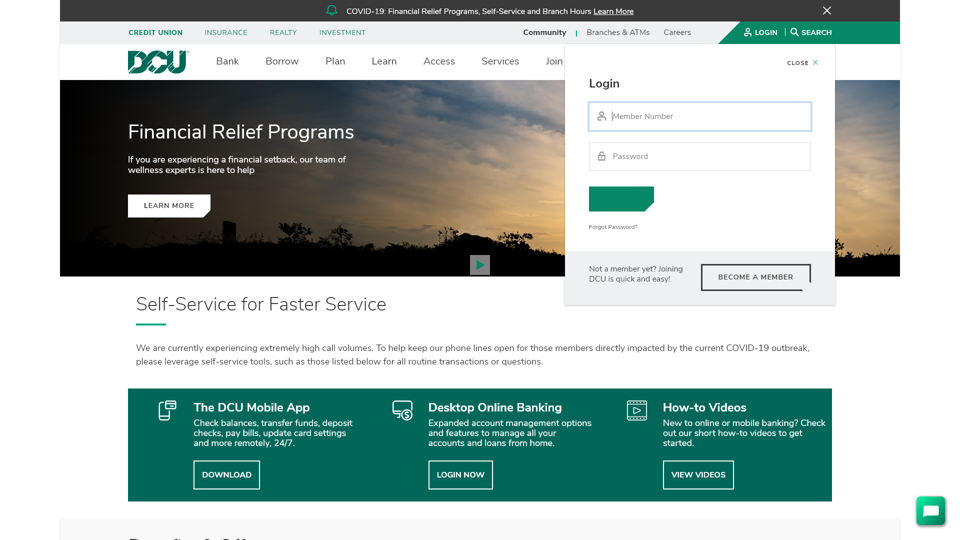 COVID-19: Financial Relief Programs, Self-Service and Branch Hours Learn More
CREDIT UNION INSURANCE REALTY INVESTMENT Community Branches & ATMs Careers LOGIN SEARCH
DCU Bank Borrow Plan Learn Access Services Join
CLOSE
Login
Member Number
Password
Forgot Password?
Not a member yet? Joining
DCU is quick and easy!
BECOME A MEMBER
Financial Relief Programs
If you are experiencing a financial setback, our team of
wellness experts is here to help
LEARN MORE
Self-Service for Faster Service
We are currently experiencing extremely high call volumes. To help keep our phone lines open for those members directly impacted by the current COVID-19 outbreak,
please leverage self-service tools, such as those listed below for all routine transactions or questions.
The DCU Mobile App
Check balances, transfer funds, deposit
checks, pay bills, update card settings
and more remotely, 24/7.
DOWNLOAD
Desktop Online Banking
Expanded account management options
and features to manage all your
accounts and loans from home.
LOGIN NOW
How-to Videos
New to online or mobile banking? Check
out our short how-to videos to get
started.
VIEW VIDEOS